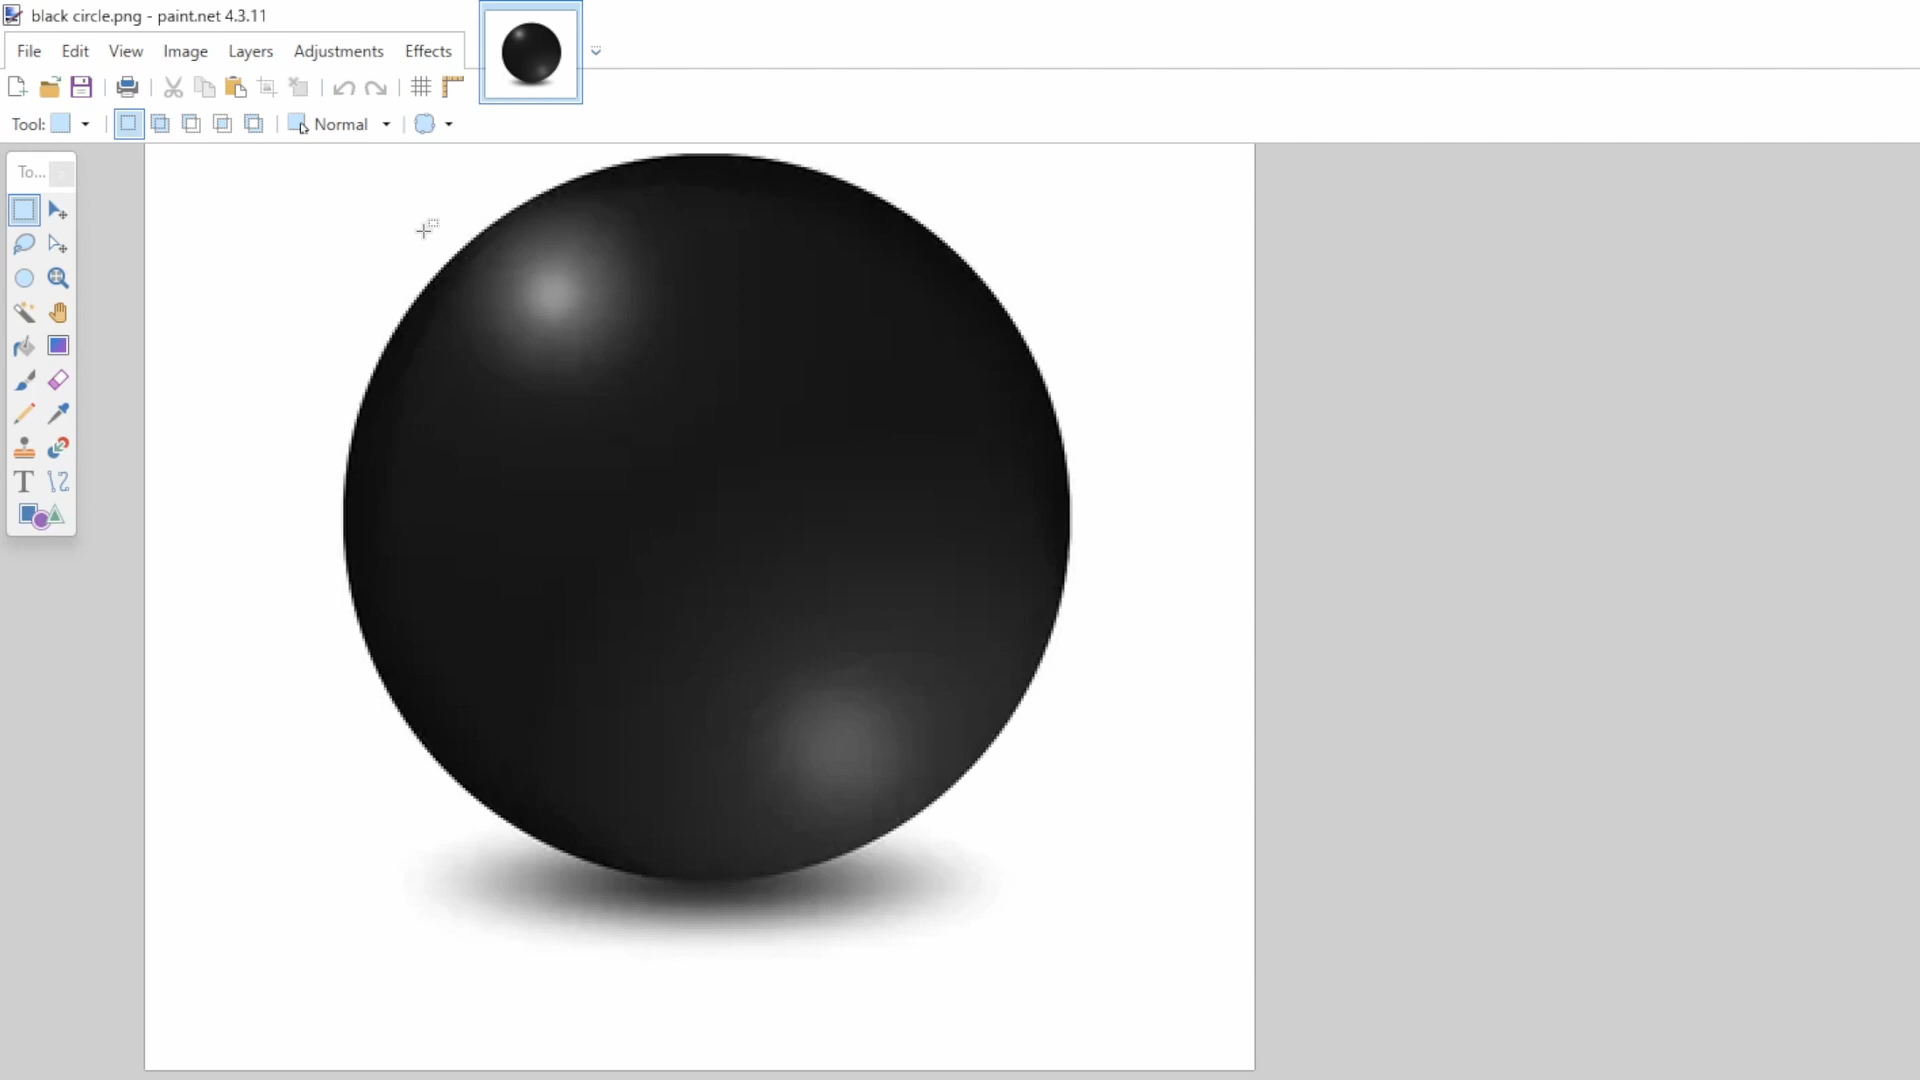 black circle.png - paint.net 4.3.11
File Edit View Image Layers Adjustments Effects
Tool: Normal
To...
T